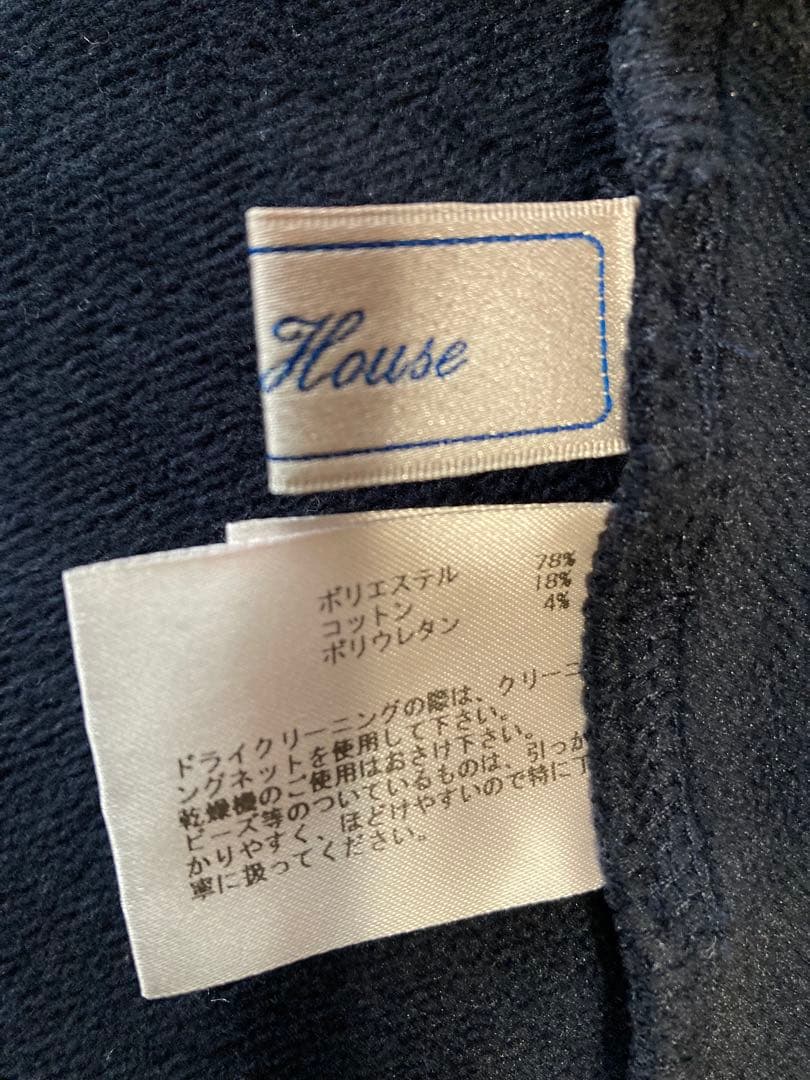 House
ポリエステル 78%
コットン 18%
ポリウレタン 4%
ドライクリーニングの際は、クリーニ
ングネットを使用して下さい。
乾燥機のご使用はおさけ下さい。
ビーズ等のついているものは、引っか
かりやすく、ほどけやすいので特に丁
寧に扱ってください。